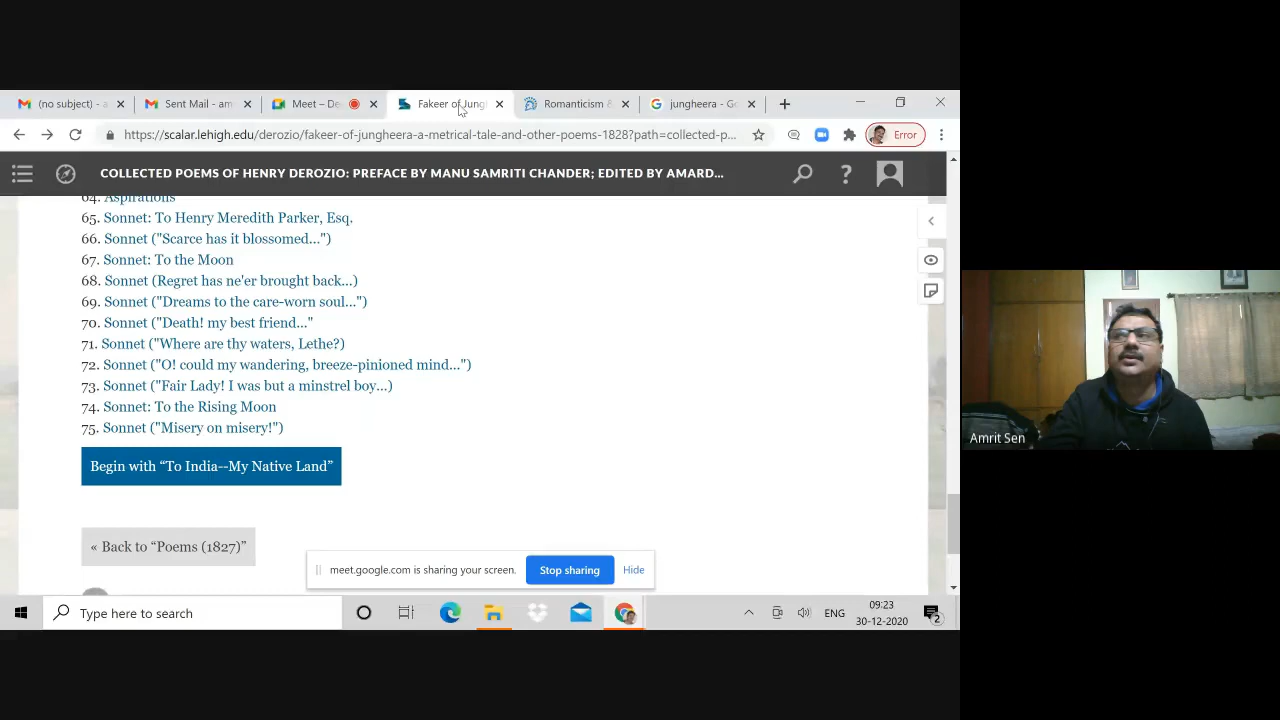 (no subject) - a
Sent Mail - am
Meet – De
Fakeer of Jung
Romanticism &
jungheera - Go
https://scalar.lehigh.edu/derozio/fakeer-of-jungheera-a-metrical-tale-and-other-poems-1828?path=collected-p...
Error
COLLECTED POEMS OF HENRY DEROZIO: PREFACE BY MANU SAMRITI CHANDER; EDITED BY AMARD...
64. Aspirations
65. Sonnet: To Henry Meredith Parker, Esq.
66. Sonnet ("Scarce has it blossomed...")
67. Sonnet: To the Moon
68. Sonnet (Regret has ne'er brought back...)
69. Sonnet ("Dreams to the care-worn soul...")
70. Sonnet ("Death! my best friend..."
71. Sonnet ("Where are thy waters, Lethe?)
72. Sonnet ("O! could my wandering, breeze-pinioned mind...")
73. Sonnet ("Fair Lady! I was but a minstrel boy...)
74. Sonnet: To the Rising Moon
75. Sonnet ("Misery on misery!")
Begin with “To India--My Native Land”
« Back to “Poems (1827)”
meet.google.com is sharing your screen.
Stop sharing
Hide
Type here to search
ENG
09:23
30-12-2020
2
Amrit Sen